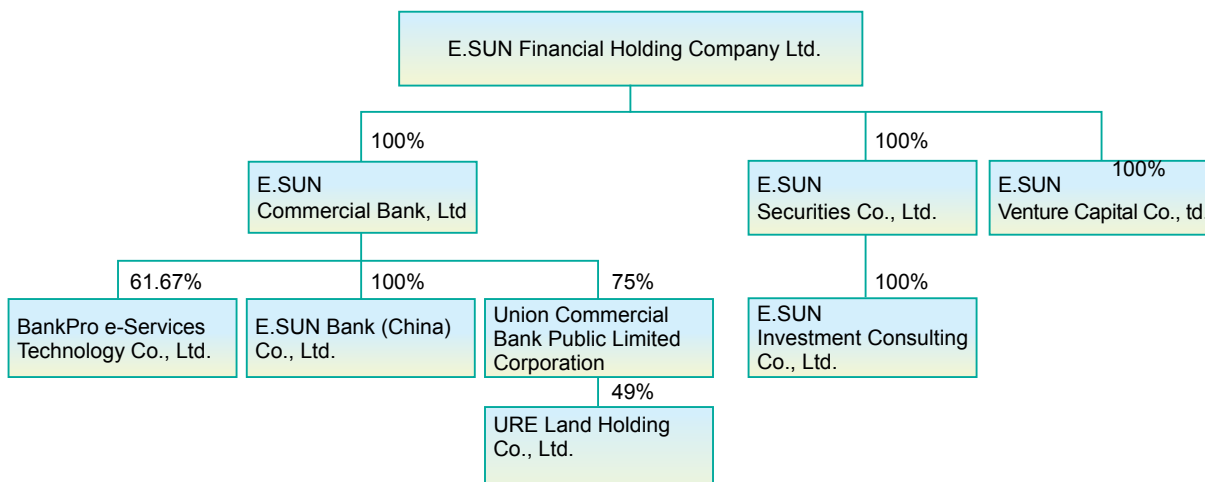 E.SUN Financial Holding Company Ltd.
100%
100%
100%
E.SUN
Commercial Bank, Ltd
E.SUN
Securities Co., Ltd.
E.SUN
Venture Capital Co., td.
61.67%
100%
75%
100%
BankPro e-Services
Technology Co., Ltd.
E.SUN Bank (China)
Co., Ltd.
Union Commercial
Bank Public Limited
Corporation
E.SUN
Investment Consulting
Co., Ltd.
49%
URE Land Holding
Co., Ltd.